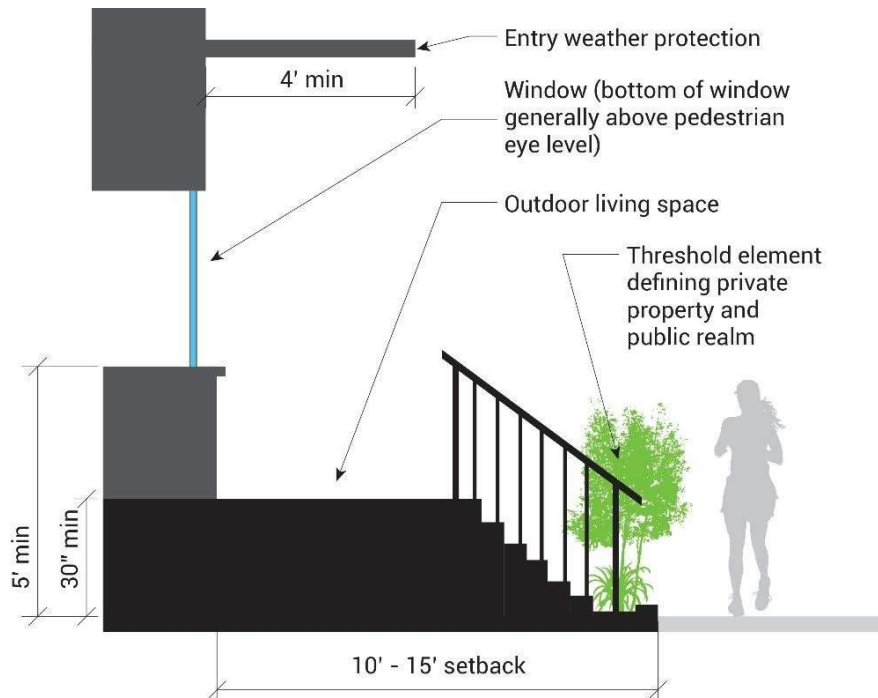 Entry weather protection
4' min
Window (bottom of window
generally above pedestrian
eye level)
Outdoor living space
Threshold element
defining private
property and
public realm
5' min
30" min
10' - 15' setback